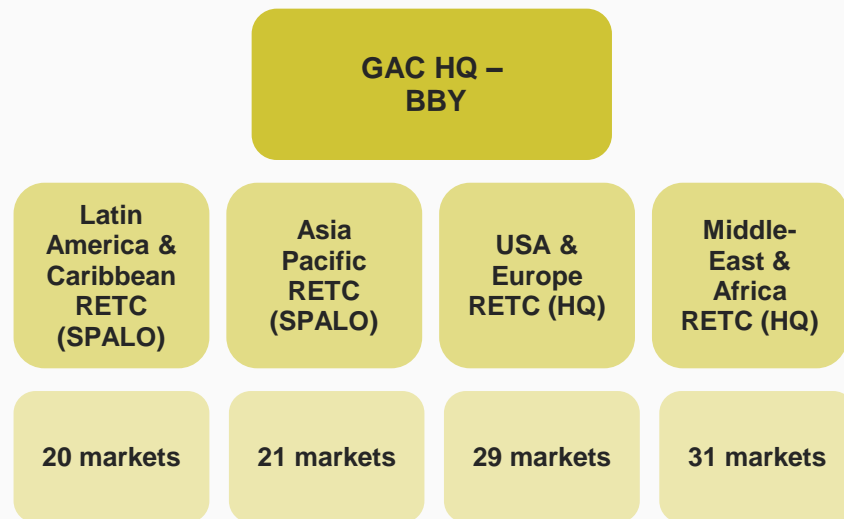 GAC HQ –
BBY
Latin
America &
Caribbean
RETC
(SPALO)
Asia
Pacific
RETC
(SPALO)
USA &
Europe
RETC (HQ)
Middle-
East &
Africa
RETC (HQ)
20 markets
21 markets
29 markets
31 markets